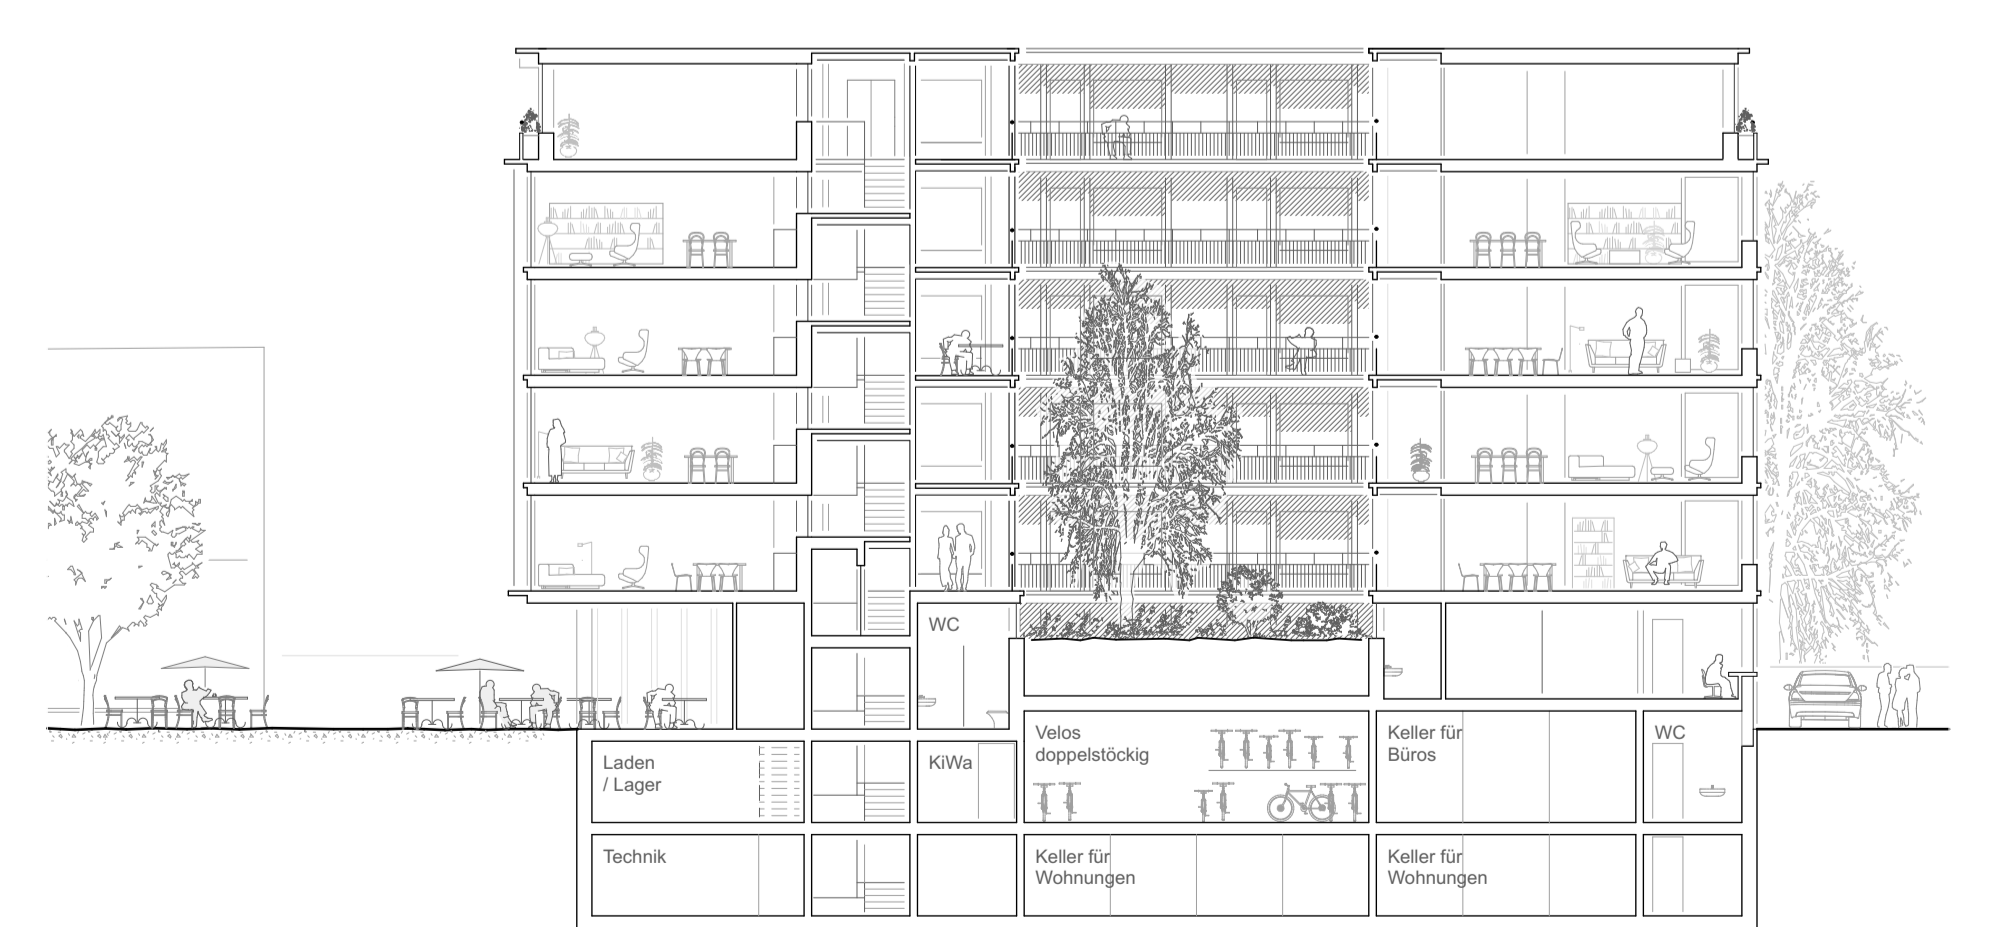 WC
Laden
/ Lager
KiWa
Velos
doppelstöckig
Keller für
Büros
WC
Technik
Keller für
Wohnungen
Keller für
Wohnungen